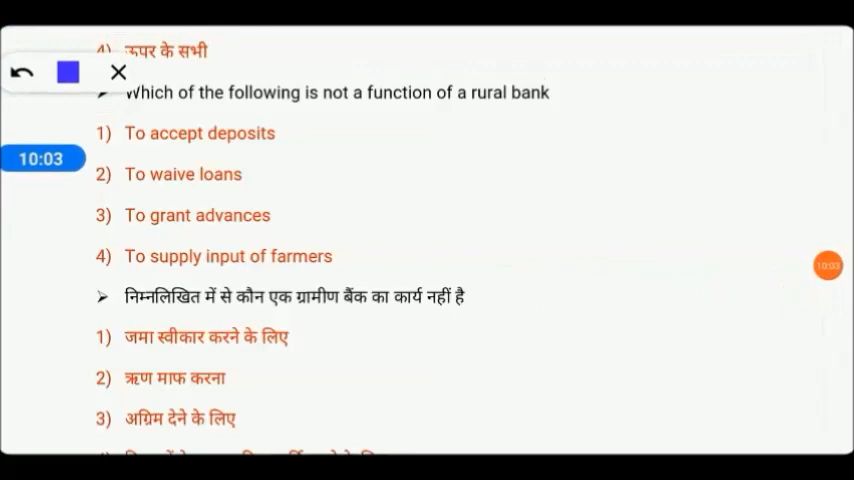 4) ऊपर के सभी
➤ Which of the following is not a function of a rural bank
1) To accept deposits
10:03
2) To waive loans
3) To grant advances
4) To supply input of farmers
10:03
➤ निम्नलिखित में से कौन एक ग्रामीण बैंक का कार्य नहीं है
1) जमा स्वीकार करने के लिए
2) ऋण माफ करना
3) अग्रिम देने के लिए